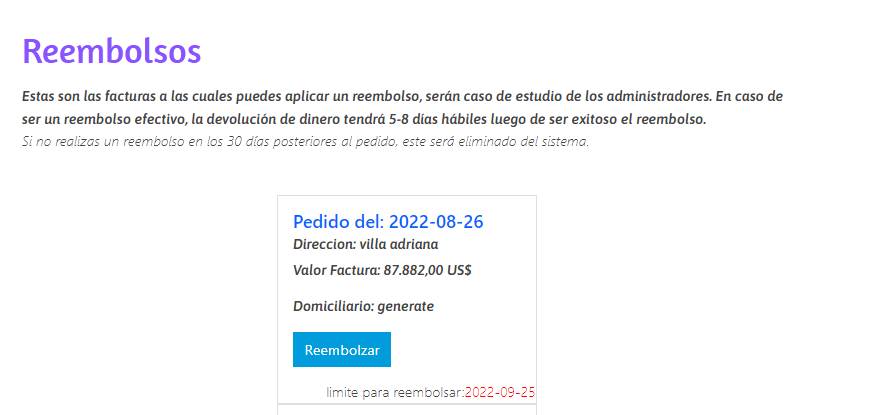 Reembolsos
Estas son las facturas a las cuales puedes aplicar un reembolso, serán caso de estudio de los administradores. En caso de
ser un reembolso efectivo, la devolución de dinero tendrá 5-8 días hábiles luego de ser exitoso el reembolso.
Si no realizas un reembolso en los 30 días posteriores al pedido, este será eliminado del sistema.
Pedido del: 2022-08-26
Direccion: villa adriana
Valor Factura: 87.882,00 US$
Domiciliario: generate
Reembolzar
limite para reembolsar:2022-09-25